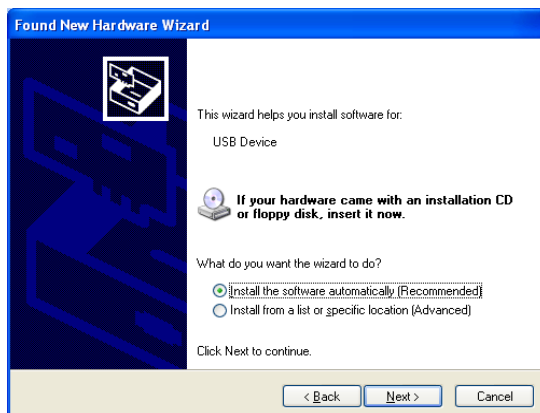 Found New Hardware Wizard
This wizard helps you install software for:
USB Device
If your hardware came with an installation CD
or floppy disk, insert it now.
What do you want the wizard to do?
Install the software automatically (Recommended)
Install from a list or specific location (Advanced)
Click Next to continue.
< Back
Next >
Cancel